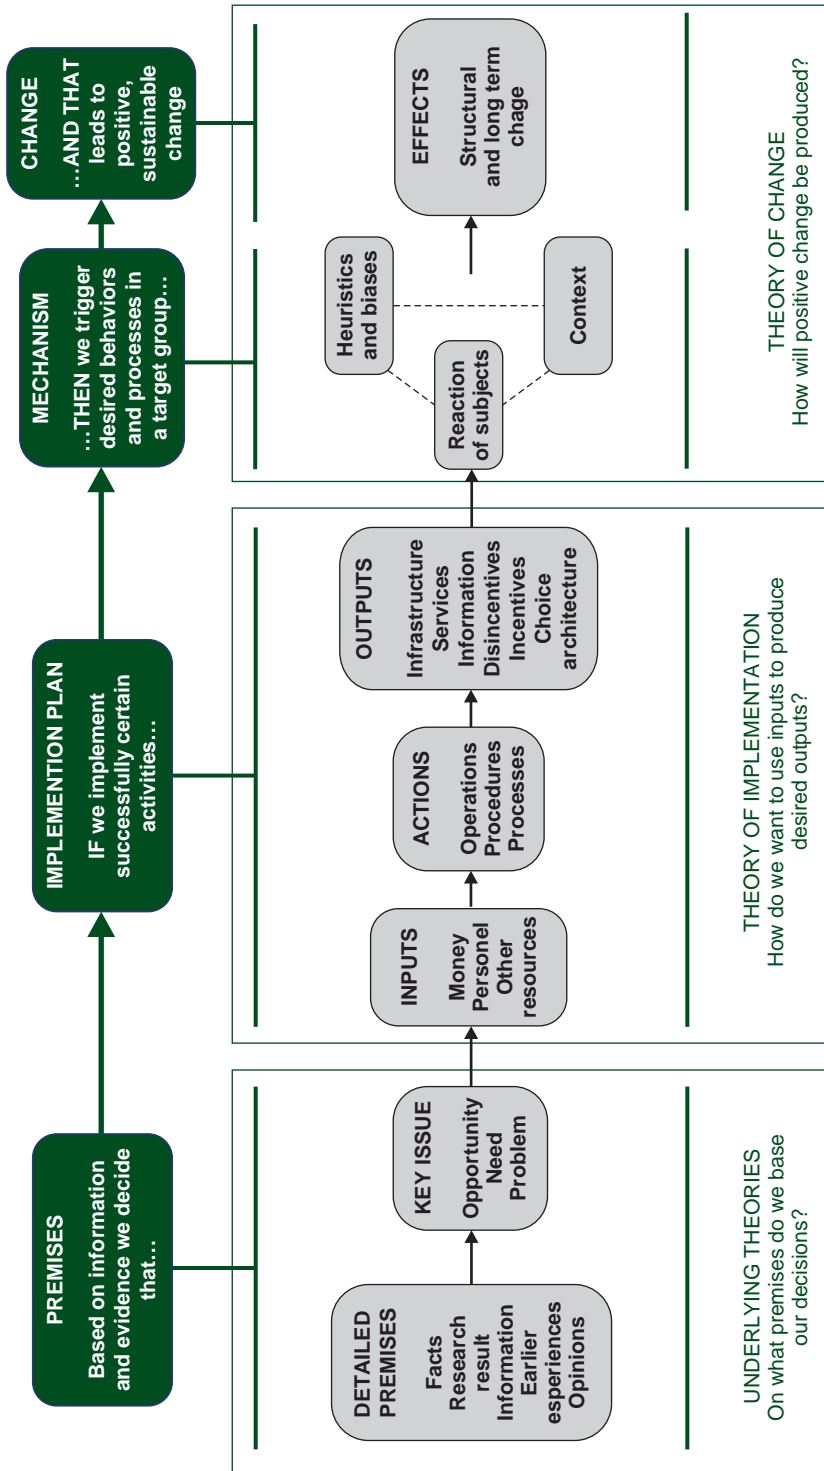 PREMISES
Based on information
and evidence we decide
that…
IMPLEMENTION PLAN
IF we implement
successfully certain
activities…
MECHANISM
…THEN we trigger
desired behaviors
and processes in
a target group…
CHANGE
…AND THAT
leads to
positive,
sustainable
change
DETAILED
PREMISES
Facts
Research
result
Information
Earlier
esperiences
Opinions
KEY ISSUE
Opportunity
Need
Problem
INPUTS
Money
Personel
Other
resources
ACTIONS
Operations
Procedures
Processes
OUTPUTS
Infrastructure
Services
Information
Disincentives
Incentives
Choice
architecture
Reaction
of subjects
Heuristics
and biases
Context
EFFECTS
Structural
and long term
chage
UNDERLYING THEORIES
On what premises do we base
our decisions?
THEORY OF IMPLEMENTATION
How do we want to use inputs to produce
desired outputs?
THEORY OF CHANGE
How will positive change be produced?